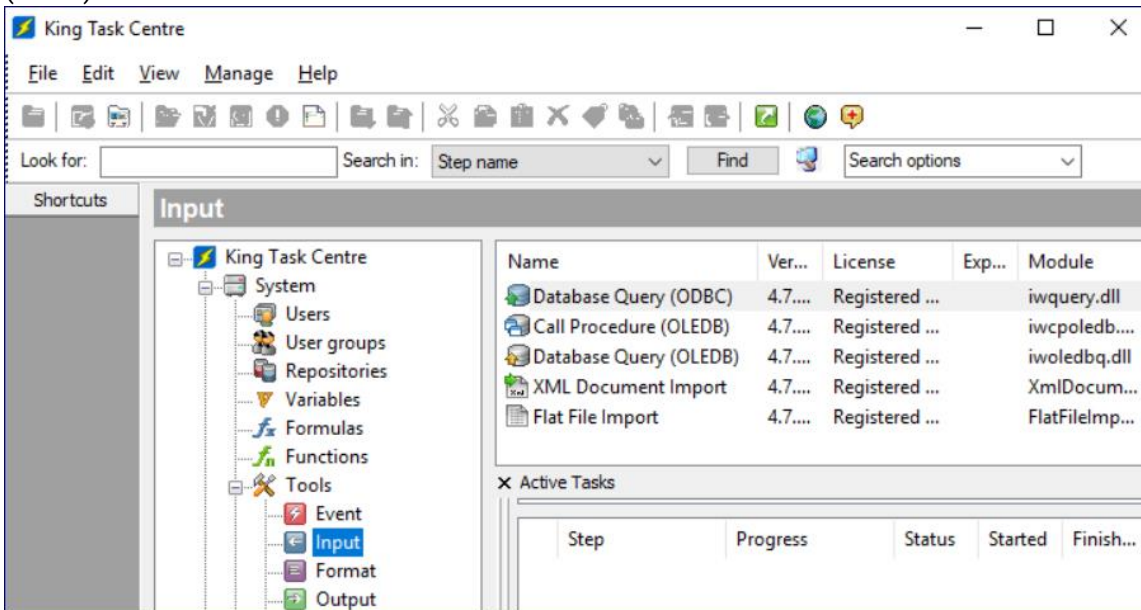 King Task Centre
File Edit View Manage Help
Look for: Search in: Step name Find Search options
Shortcuts
Input
King Task Centre
System
Users
User groups
Repositories
Variables
Formulas
Functions
Tools
Event
Input
Format
Output
Name Ver... License Exp... Module
Database Query (ODBC) 4.7.... Registered ... iwquery.dll
Call Procedure (OLEDB) 4.7.... Registered ... iwcpoledb....
Database Query (OLEDB) 4.7.... Registered ... iwoledbq.dll
XML Document Import 4.7.... Registered ... XmlDocum...
Flat File Import 4.7.... Registered ... FlatFileImp...
Active Tasks
Step Progress Status Started Finish...